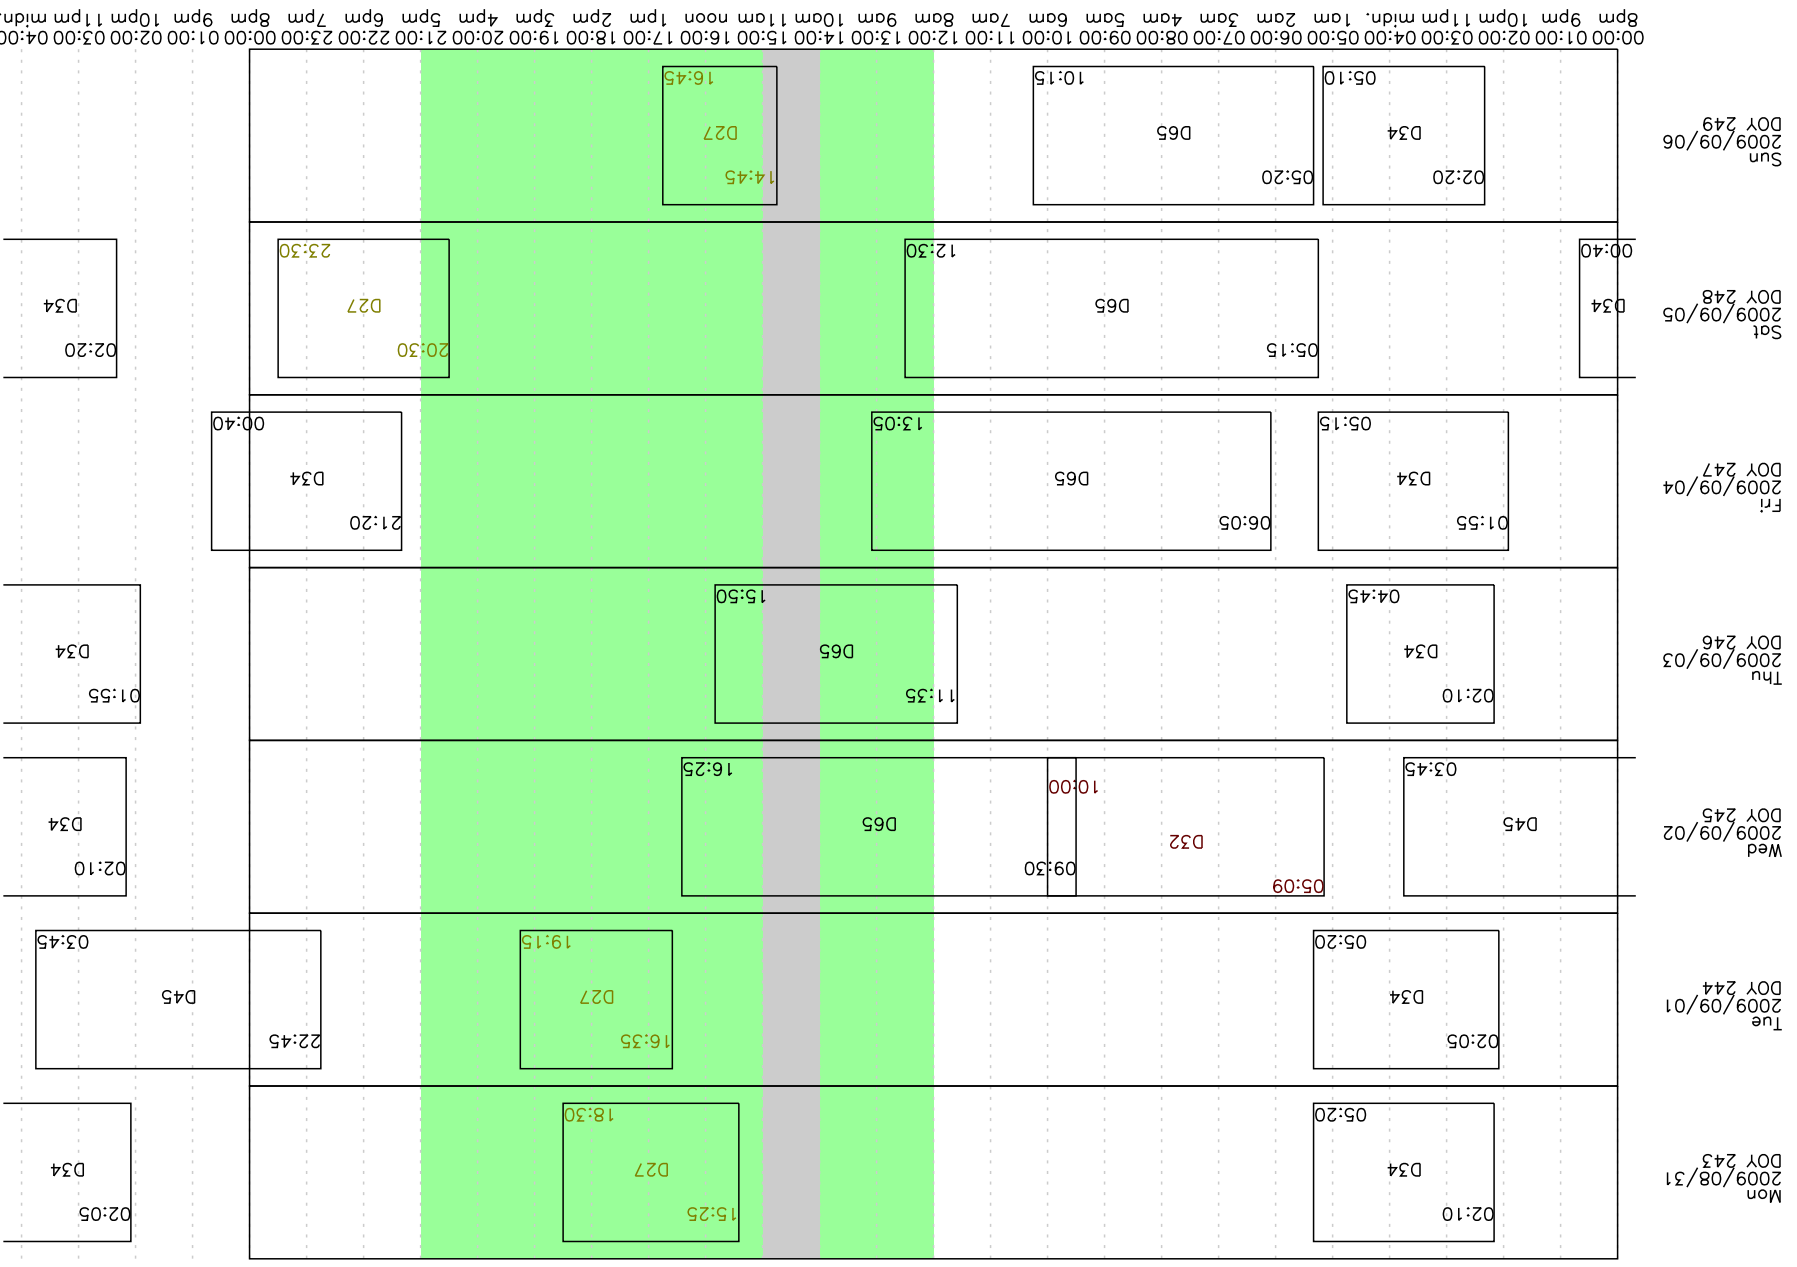 Mon
2009/08/31
DOY 243
02:10
D34
05:20
15:25
D27
18:30
02:05
D34
Tue
2009/09/01
DOY 244
02:05
D34
05:20
16:35
D27
19:15
22:45
D45
03:45
Wed
2009/09/02
DOY 245
D45
03:45
05:09
D32
10:00
09:30
D65
16:25
02:10
D34
Thu
2009/09/03
DOY 246
02:10
D34
04:45
11:35
D65
15:50
01:55
D34
Fri
2009/09/04
DOY 247
01:55
D34
05:15
06:05
D65
13:05
21:20
D34
00:40
Sat
2009/09/05
DOY 248
D34
00:40
05:15
D65
12:30
20:30
D27
23:30
02:20
D34
Sun
2009/09/06
DOY 249
02:20
D34
05:10
05:20
D65
10:15
14:45
D27
16:45
00:00 01:00 02:00 03:00 04:00 05:00 06:00 07:00 08:00 09:00 10:00 11:00 12:00 13:00 14:00 15:00 16:00 17:00 18:00 19:00 20:00 21:00 22:00 23:00 00:00 01:00 02:00 03:00 04:00
8pm 9pm 10pm 11pm midn. 1am 2am 3am 4am 5am 6am 7am 8am 9am 10am 11am noon 1pm 2pm 3pm 4pm 5pm 6pm 7pm 8pm 9pm 10pm 11pm midn.